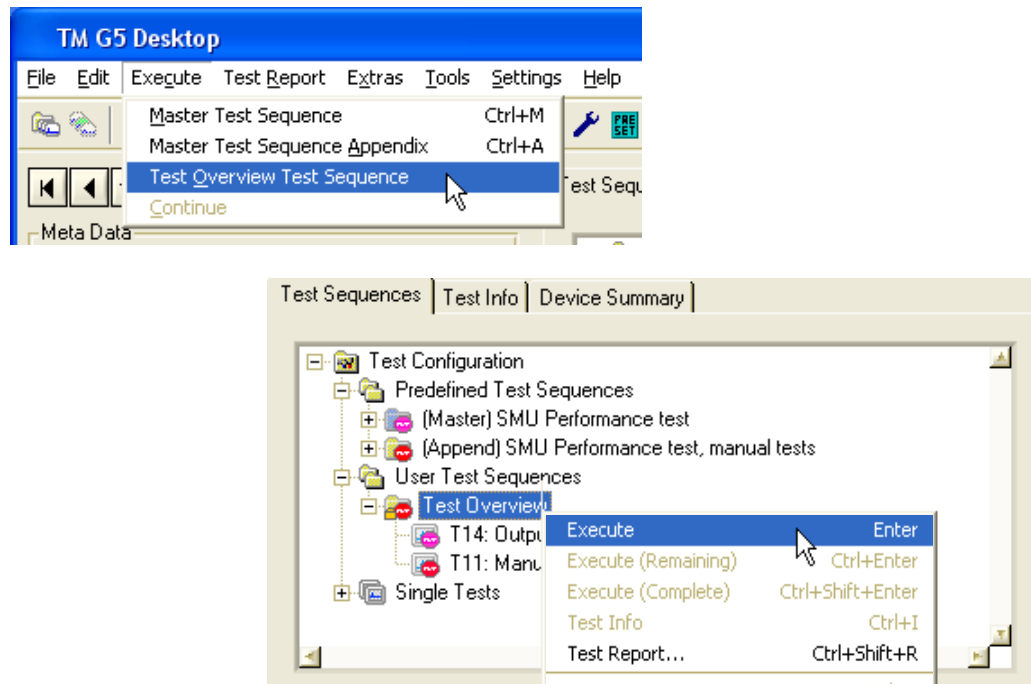 TM G5 Desktop
File Edit Execute Test Report Extras Tools Settings Help
Master Test Sequence Ctrl+M
PRE SET
Master Test Sequence Appendix Ctrl+A
Test Overview Test Sequence
Test Sequ
Continue
Meta Data
Test Sequences Test Info Device Summary
Test Configuration
Predefined Test Sequences
(Master) SMU Performance test
(Append) SMU Performance test, manual tests
User Test Sequences
Test Overview
Execute Enter
T14: Outpu
Execute (Remaining) Ctrl+Enter
T11: Manu
Execute (Complete) Ctrl+Shift+Enter
Single Tests
Test Info Ctrl+I
Test Report... Ctrl+Shift+R